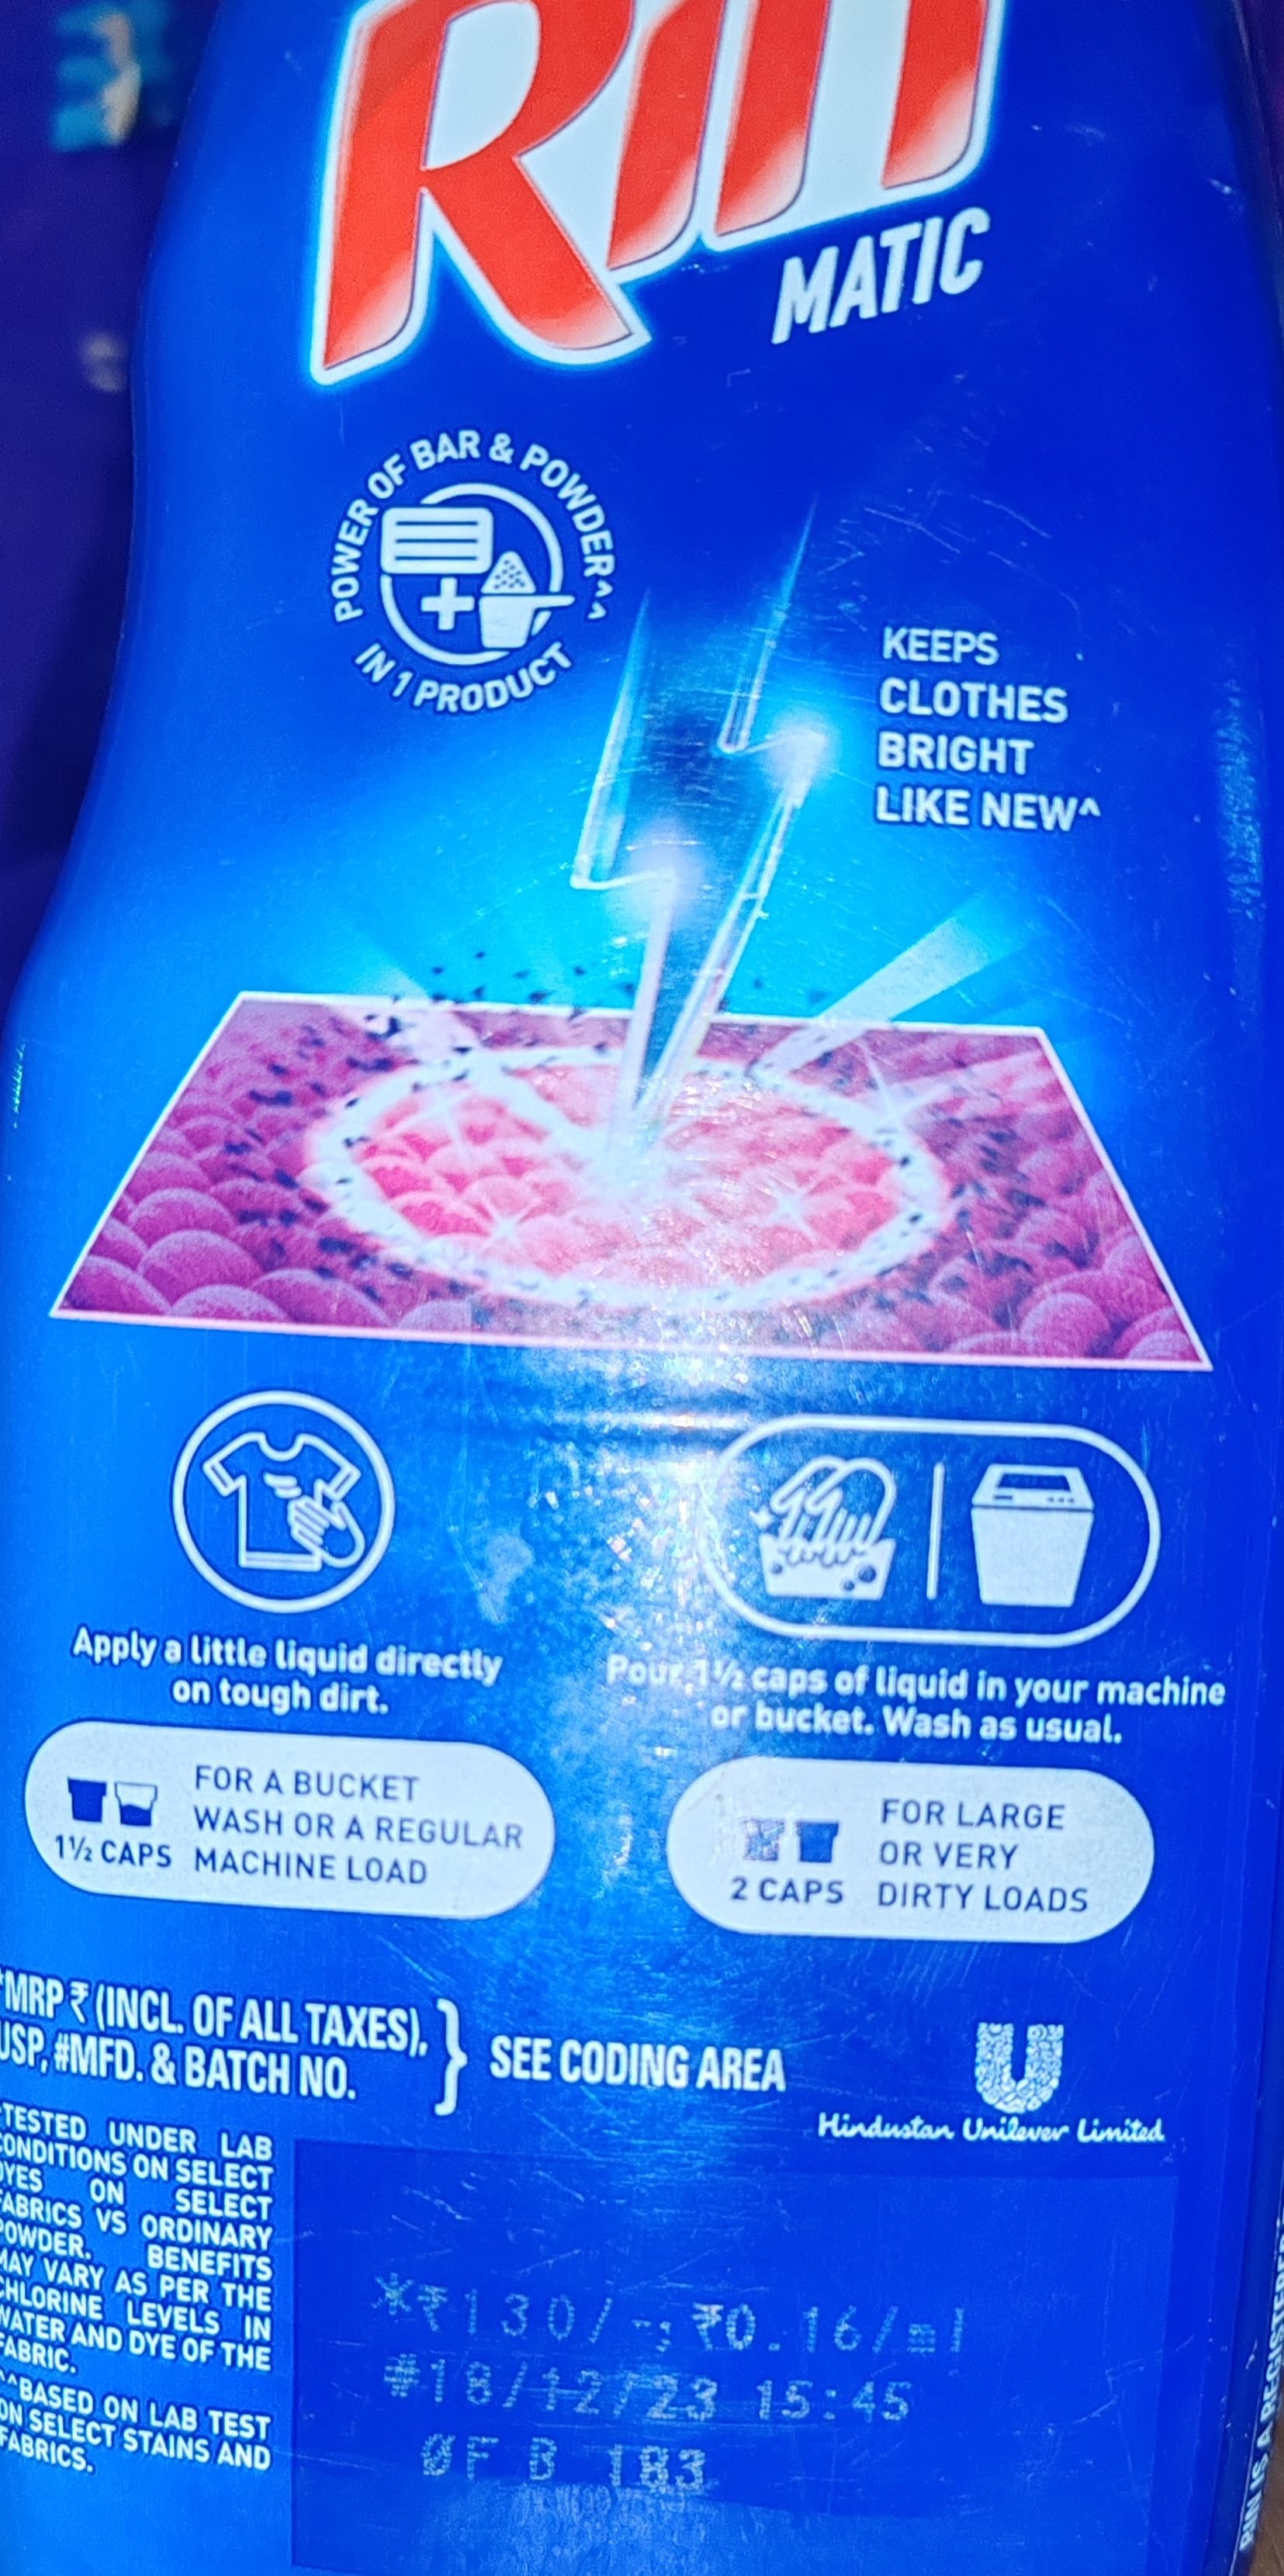 Rin
MATIC
POWER OF BAR & POWDER^^
IN 1 PRODUCT
KEEPS
CLOTHES
BRIGHT
LIKE NEW^
Apply a little liquid directly
on tough dirt.
Pour 1½ caps of liquid in your machine
or bucket. Wash as usual.
1½ CAPS
FOR A BUCKET
WASH OR A REGULAR
MACHINE LOAD
2 CAPS
FOR LARGE
OR VERY
DIRTY LOADS
*MRP ₹ (INCL. OF ALL TAXES),
USP, #MFD. & BATCH NO.
} SEE CODING AREA
Hindustan Unilever Limited
^TESTED UNDER LAB
CONDITIONS ON SELECT
DYES ON SELECT
FABRICS VS ORDINARY
POWDER. BENEFITS
MAY VARY AS PER THE
CHLORINE LEVELS IN
WATER AND DYE OF THE
FABRIC.
^^BASED ON LAB TEST
ON SELECT STAINS AND
FABRICS.
*₹130/-; ₹0.16/ml
#18/12/23 15:45
ØF B 183
RIN IS A REGISTERED